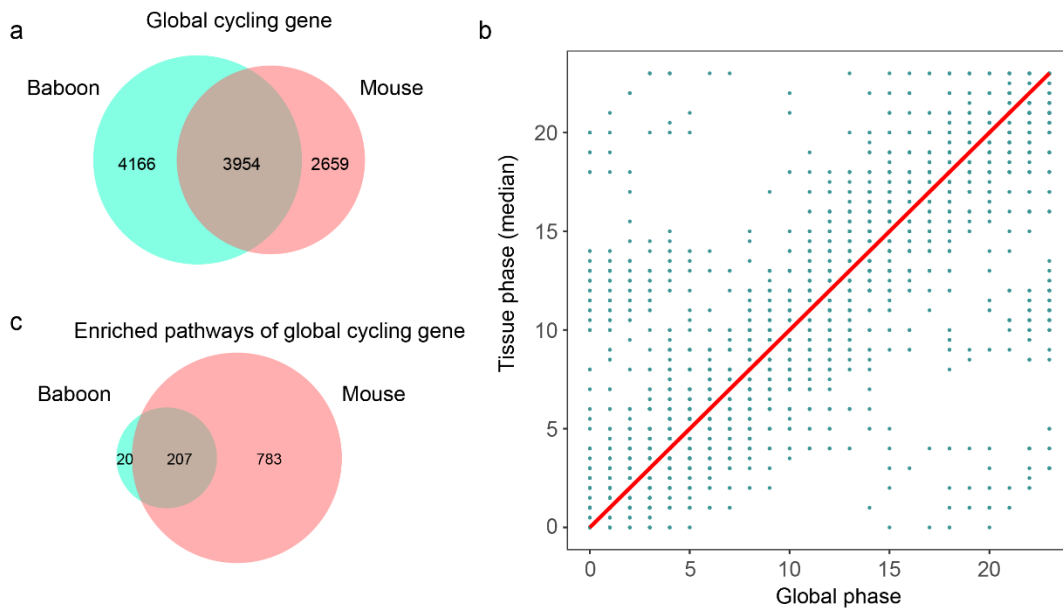 a
Global cycling gene
Baboon
Mouse
4166
3954
2659
b
Tissue phase (median)
20
15
10
5
0
0
5
10
15
20
Global phase
c
Enriched pathways of global cycling gene
Baboon
Mouse
20
207
783